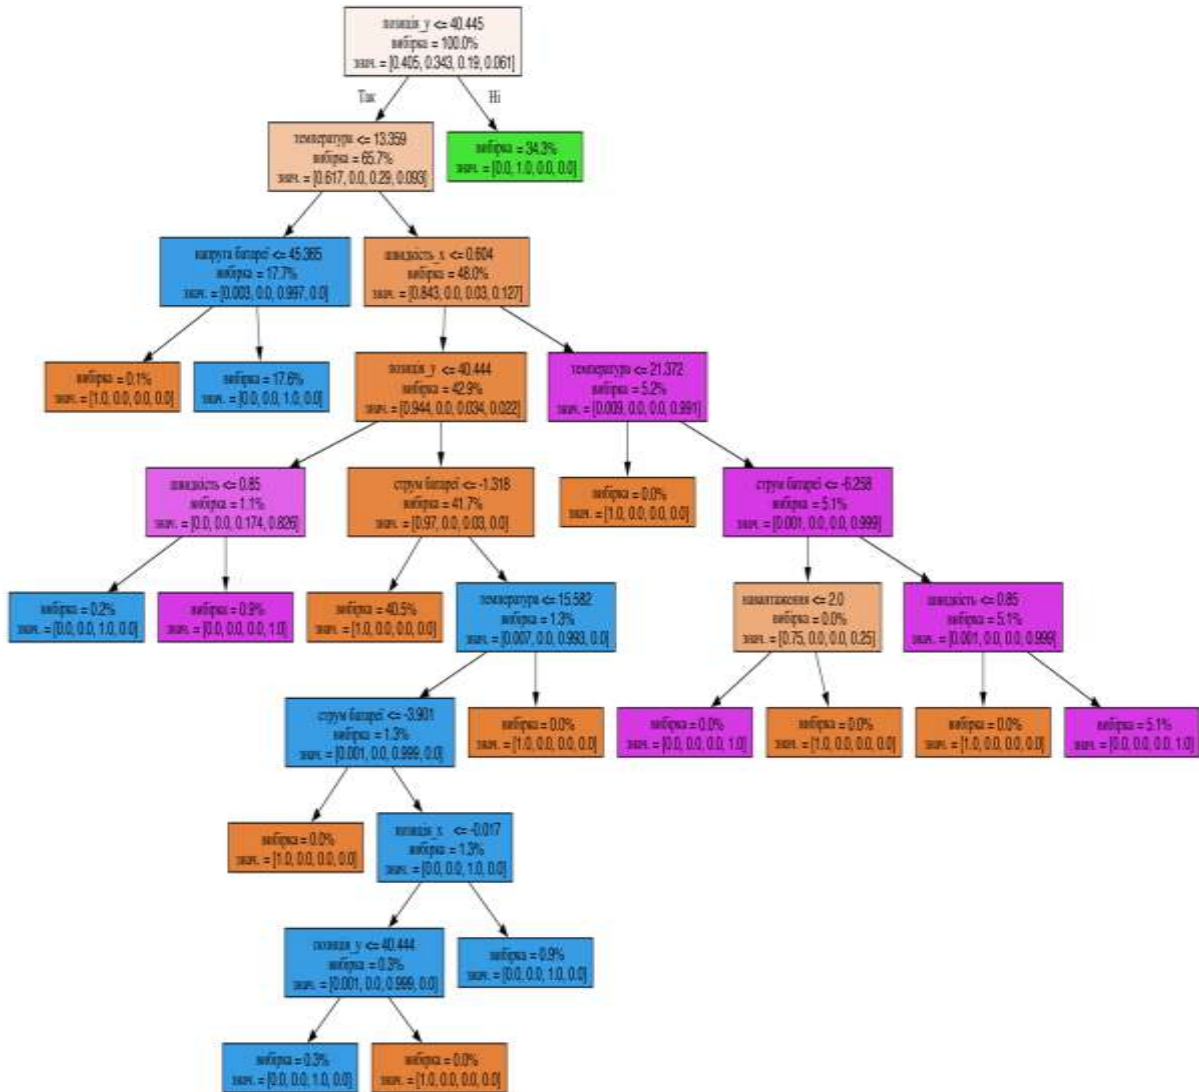 позиція_y <= 40.445
вибірка = 100.0%
знач. = [0.405, 0.343, 0.19, 0.061]
Так
Ні
температура <= 13.359
вибірка = 65.7%
знач. = [0.617, 0.0, 0.29, 0.093]
вибірка = 34.3%
знач. = [0.0, 1.0, 0.0, 0.0]
напруга батареї <= 45.365
вибірка = 17.7%
знач. = [0.003, 0.0, 0.997, 0.0]
швидкість_x <= 0.604
вибірка = 48.0%
знач. = [0.843, 0.0, 0.03, 0.127]
вибірка = 0.1%
знач. = [1.0, 0.0, 0.0, 0.0]
вибірка = 17.6%
знач. = [0.0, 0.0, 1.0, 0.0]
позиція_y <= 40.444
вибірка = 42.9%
знач. = [0.944, 0.0, 0.034, 0.022]
температура <= 21.372
вибірка = 5.2%
знач. = [0.009, 0.0, 0.0, 0.991]
швидкість <= 0.85
вибірка = 1.1%
знач. = [0.0, 0.0, 0.174, 0.826]
струм батареї <= -1.318
вибірка = 41.7%
знач. = [0.97, 0.0, 0.03, 0.0]
вибірка = 0.0%
знач. = [1.0, 0.0, 0.0, 0.0]
струм батареї <= -6.258
вибірка = 5.1%
знач. = [0.001, 0.0, 0.0, 0.999]
вибірка = 0.2%
знач. = [0.0, 0.0, 1.0, 0.0]
вибірка = 0.9%
знач. = [0.0, 0.0, 0.0, 1.0]
вибірка = 40.5%
знач. = [1.0, 0.0, 0.0, 0.0]
температура <= 15.582
вибірка = 1.3%
знач. = [0.007, 0.0, 0.993, 0.0]
навантаження <= 2.0
вибірка = 0.0%
знач. = [0.75, 0.0, 0.0, 0.25]
швидкість <= 0.85
вибірка = 5.1%
знач. = [0.001, 0.0, 0.0, 0.999]
струм батареї <= -3.901
вибірка = 1.3%
знач. = [0.001, 0.0, 0.999, 0.0]
вибірка = 0.0%
знач. = [1.0, 0.0, 0.0, 0.0]
вибірка = 0.0%
знач. = [0.0, 0.0, 0.0, 1.0]
вибірка = 0.0%
знач. = [1.0, 0.0, 0.0, 0.0]
вибірка = 0.0%
знач. = [1.0, 0.0, 0.0, 0.0]
вибірка = 5.1%
знач. = [0.0, 0.0, 0.0, 1.0]
вибірка = 0.0%
знач. = [1.0, 0.0, 0.0, 0.0]
позиція_x <= -0.017
вибірка = 1.3%
знач. = [0.0, 0.0, 1.0, 0.0]
позиція_y <= 40.444
вибірка = 0.3%
знач. = [0.001, 0.0, 0.999, 0.0]
вибірка = 0.9%
знач. = [0.0, 0.0, 1.0, 0.0]
вибірка = 0.3%
знач. = [0.0, 0.0, 1.0, 0.0]
вибірка = 0.0%
знач. = [1.0, 0.0, 0.0, 0.0]